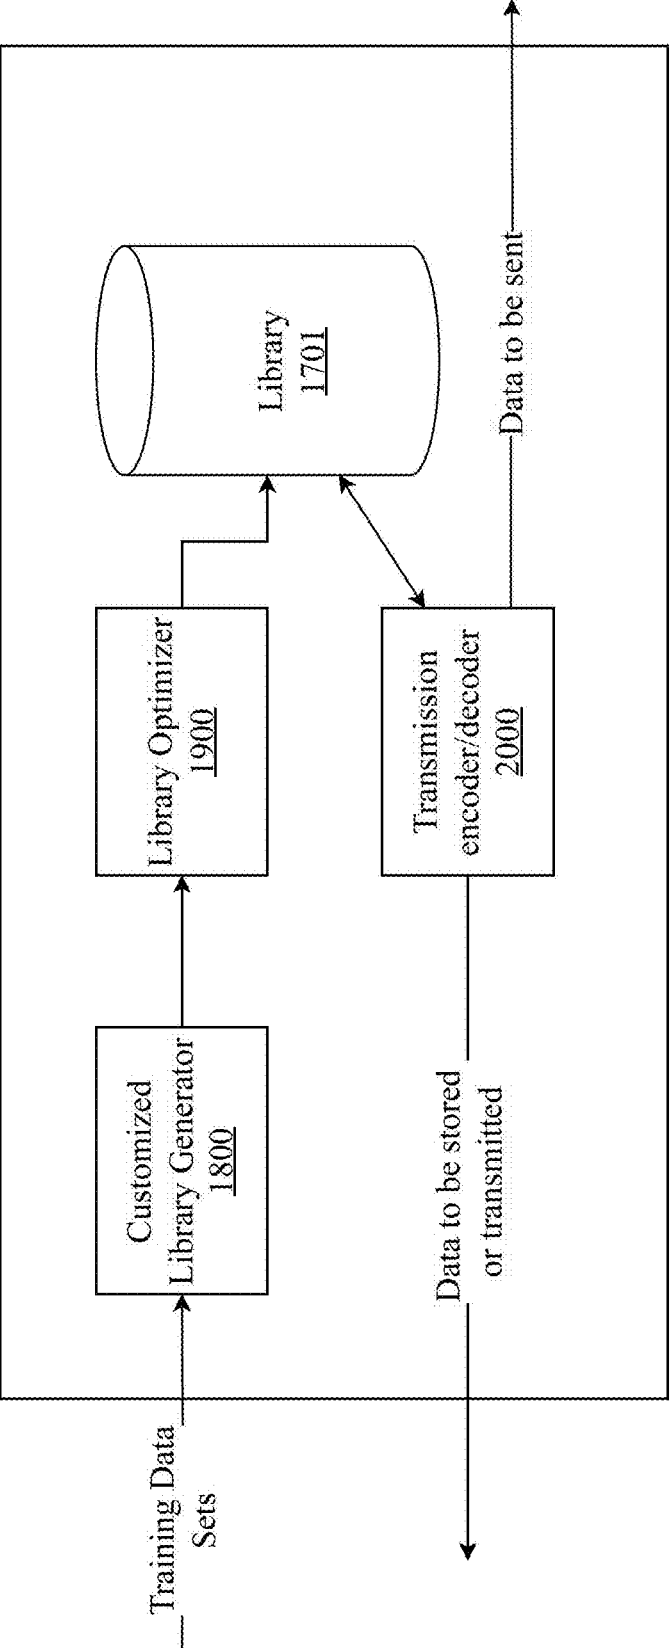 Training Data
Sets
Customized
Library Generator
1800
Library Optimizer
1900
Library
1701
Data to be stored
or transmitted
Transmission
encoder/decoder
2000
Data to be sent